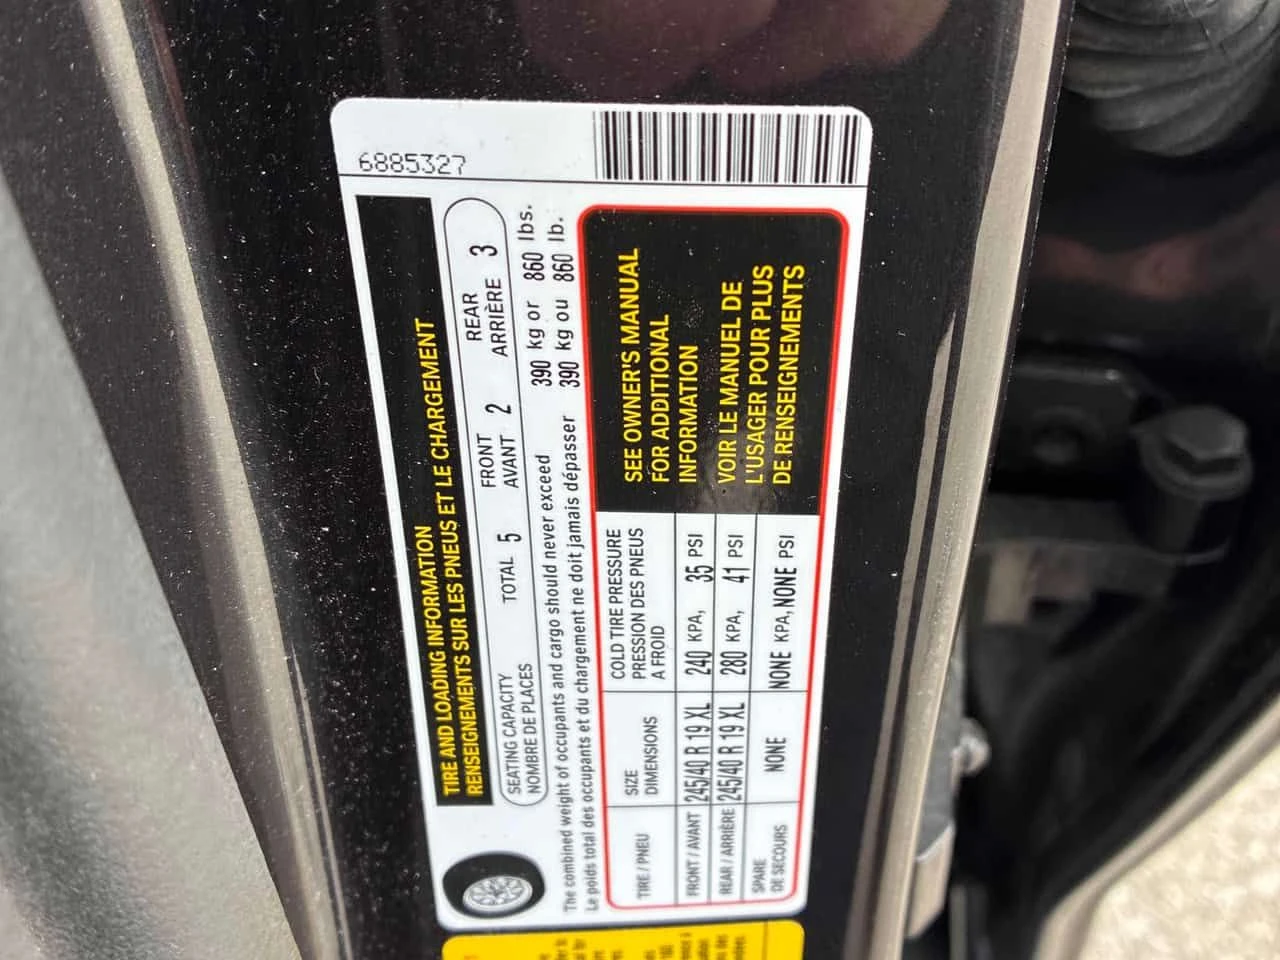 6885327
TIRE AND LOADING INFORMATION
RENSEIGNEMENTS SUR LES PNEUS ET LE CHARGEMENT
SEATING CAPACITY
NOMBRE DE PLACES
TOTAL 5
FRONT
AVANT 2
REAR
ARRIÈRE 3
The combined weight of occupants and cargo should never exceed 390 kg or 860 lbs.
Le poids total des occupants et du chargement ne doit jamais dépasser 390 kg ou 860 lb.
TIRE / PNEU
SIZE
DIMENSIONS
COLD TIRE PRESSURE
PRESSION DES PNEUS
A FROID
FRONT / AVANT 245/40 R 19 XL 240 KPA, 35 PSI
REAR / ARRIÈRE 245/40 R 19 XL 280 KPA, 41 PSI
SPARE
DE SECOURS NONE NONE KPA, NONE PSI
SEE OWNER'S MANUAL
FOR ADDITIONAL
INFORMATION
VOIR LE MANUEL DE
L'USAGER POUR PLUS
DE RENSEIGNEMENTS